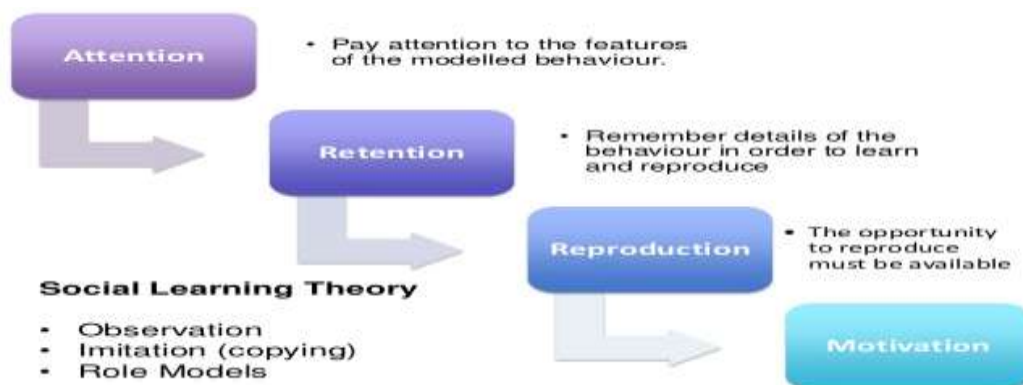 Attention
• Pay attention to the features
of the modelled behaviour.
Retention
• Remember details of the
behaviour in order to learn
and reproduce
Reproduction
• The opportunity
to reproduce
must be available
Motivation
Social Learning Theory
• Observation
• Imitation (copying)
• Role Models